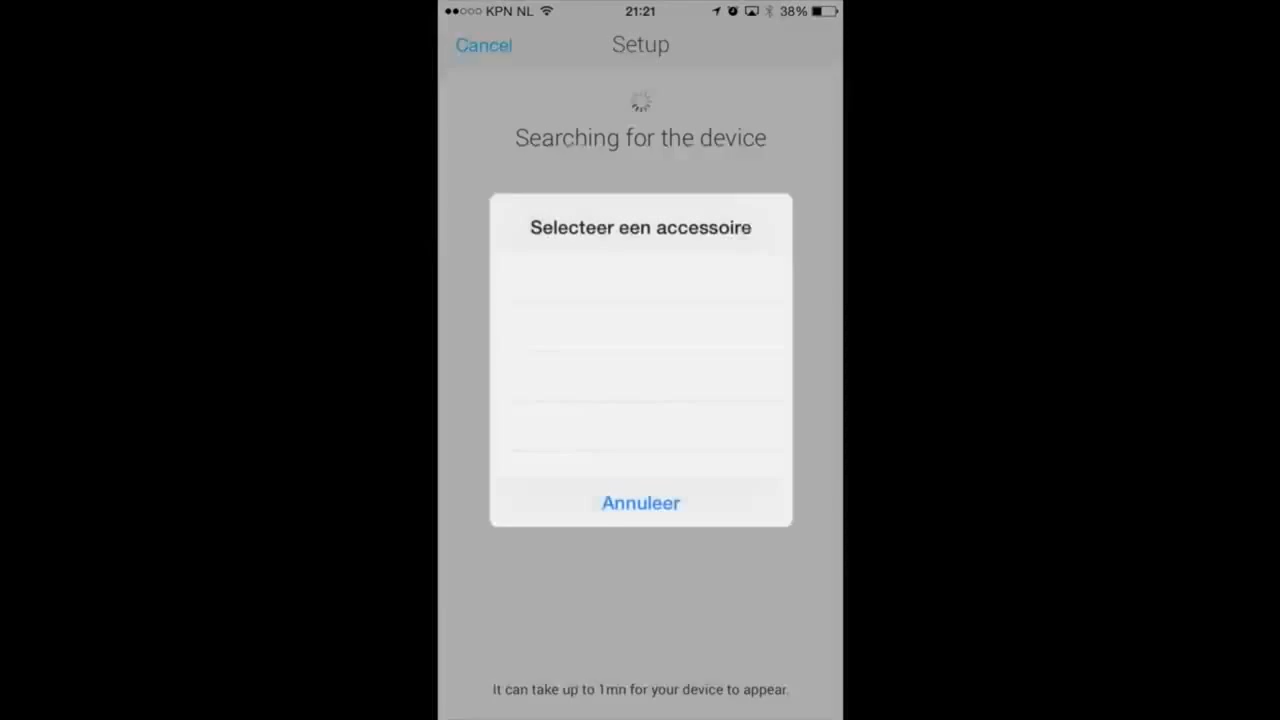 KPN NL 21:21 38%
Cancel Setup
Searching for the device
Selecteer een accessoire
Annuleer
It can take up to 1mn for your device to appear.